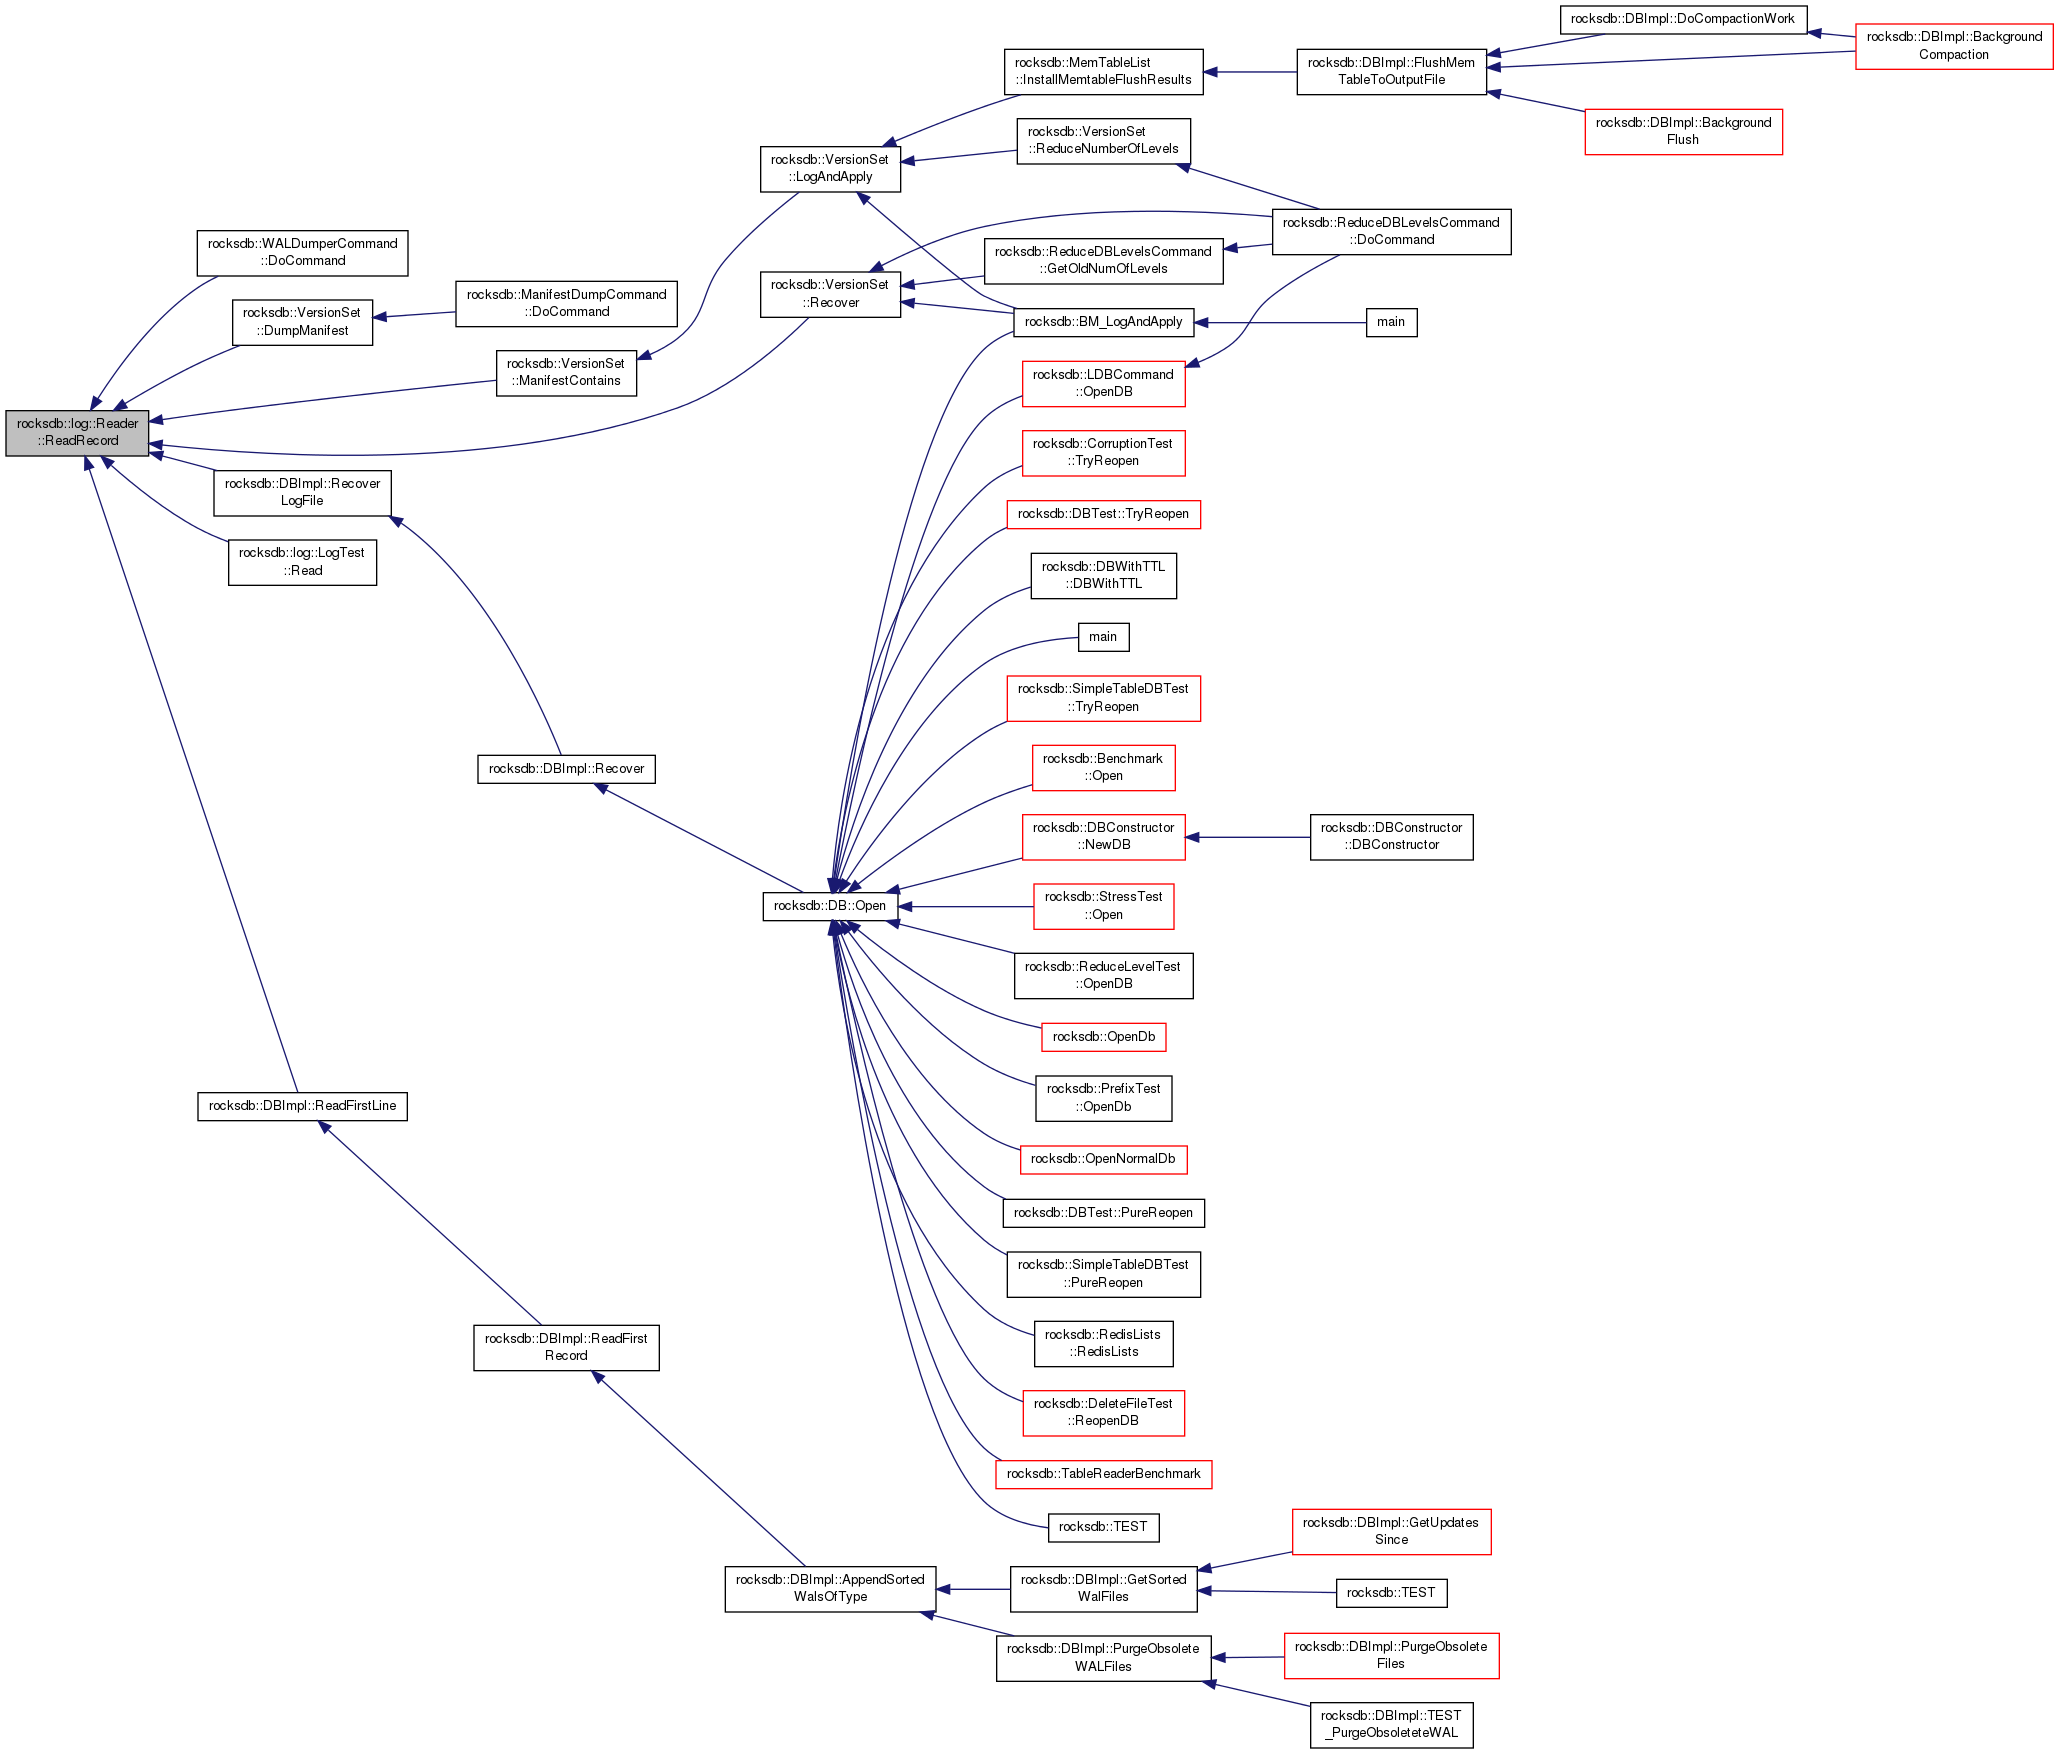 rocksdb::log::Reader
::ReadRecord
rocksdb::WALDumperCommand
::DoCommand
rocksdb::VersionSet
::DumpManifest
rocksdb::ManifestDumpCommand
::DoCommand
rocksdb::VersionSet
::ManifestContains
rocksdb::DBImpl::Recover
LogFile
rocksdb::log::LogTest
::Read
rocksdb::DBImpl::Recover
rocksdb::DBImpl::ReadFirstLine
rocksdb::DBImpl::ReadFirst
Record
rocksdb::VersionSet
::LogAndApply
rocksdb::VersionSet
::Recover
rocksdb::DB::Open
rocksdb::DBImpl::AppendSorted
WalsOfType
rocksdb::MemTableList
::InstallMemtableFlushResults
rocksdb::VersionSet
::ReduceNumberOfLevels
rocksdb::ReduceDBLevelsCommand
::GetOldNumOfLevels
rocksdb::BM_LogAndApply
rocksdb::LDBCommand
::OpenDB
rocksdb::CorruptionTest
::TryReopen
rocksdb::DBTest::TryReopen
rocksdb::DBWithTTL
::DBWithTTL
main
rocksdb::SimpleTableDBTest
::TryReopen
rocksdb::Benchmark
::Open
rocksdb::DBConstructor
::NewDB
rocksdb::StressTest
::Open
rocksdb::ReduceLevelTest
::OpenDB
rocksdb::OpenDb
rocksdb::PrefixTest
::OpenDb
rocksdb::OpenNormalDb
rocksdb::DBTest::PureReopen
rocksdb::SimpleTableDBTest
::PureReopen
rocksdb::RedisLists
::RedisLists
rocksdb::DeleteFileTest
::ReopenDB
rocksdb::TableReaderBenchmark
rocksdb::TEST
rocksdb::DBImpl::GetSorted
WalFiles
rocksdb::DBImpl::PurgeObsolete
WALFiles
rocksdb::DBImpl::FlushMem
TableToOutputFile
rocksdb::ReduceDBLevelsCommand
::DoCommand
main
rocksdb::DBConstructor
::DBConstructor
rocksdb::DBImpl::GetUpdates
Since
rocksdb::TEST
rocksdb::DBImpl::PurgeObsolete
Files
rocksdb::DBImpl::TEST
_PurgeObsoleteteWAL
rocksdb::DBImpl::DoCompactionWork
rocksdb::DBImpl::Background
Flush
rocksdb::DBImpl::Background
Compaction